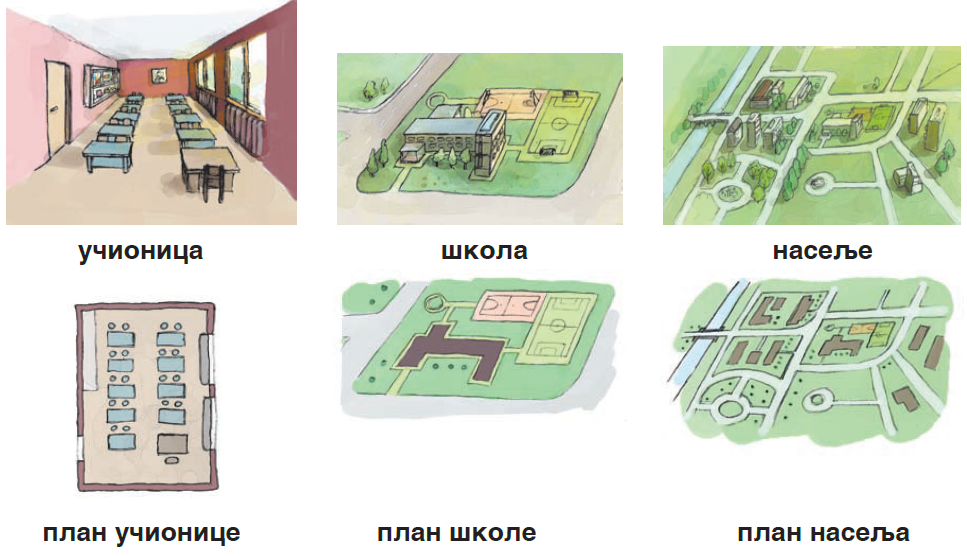 учионица
школа
насеље
план учионице
план школе
план насеља